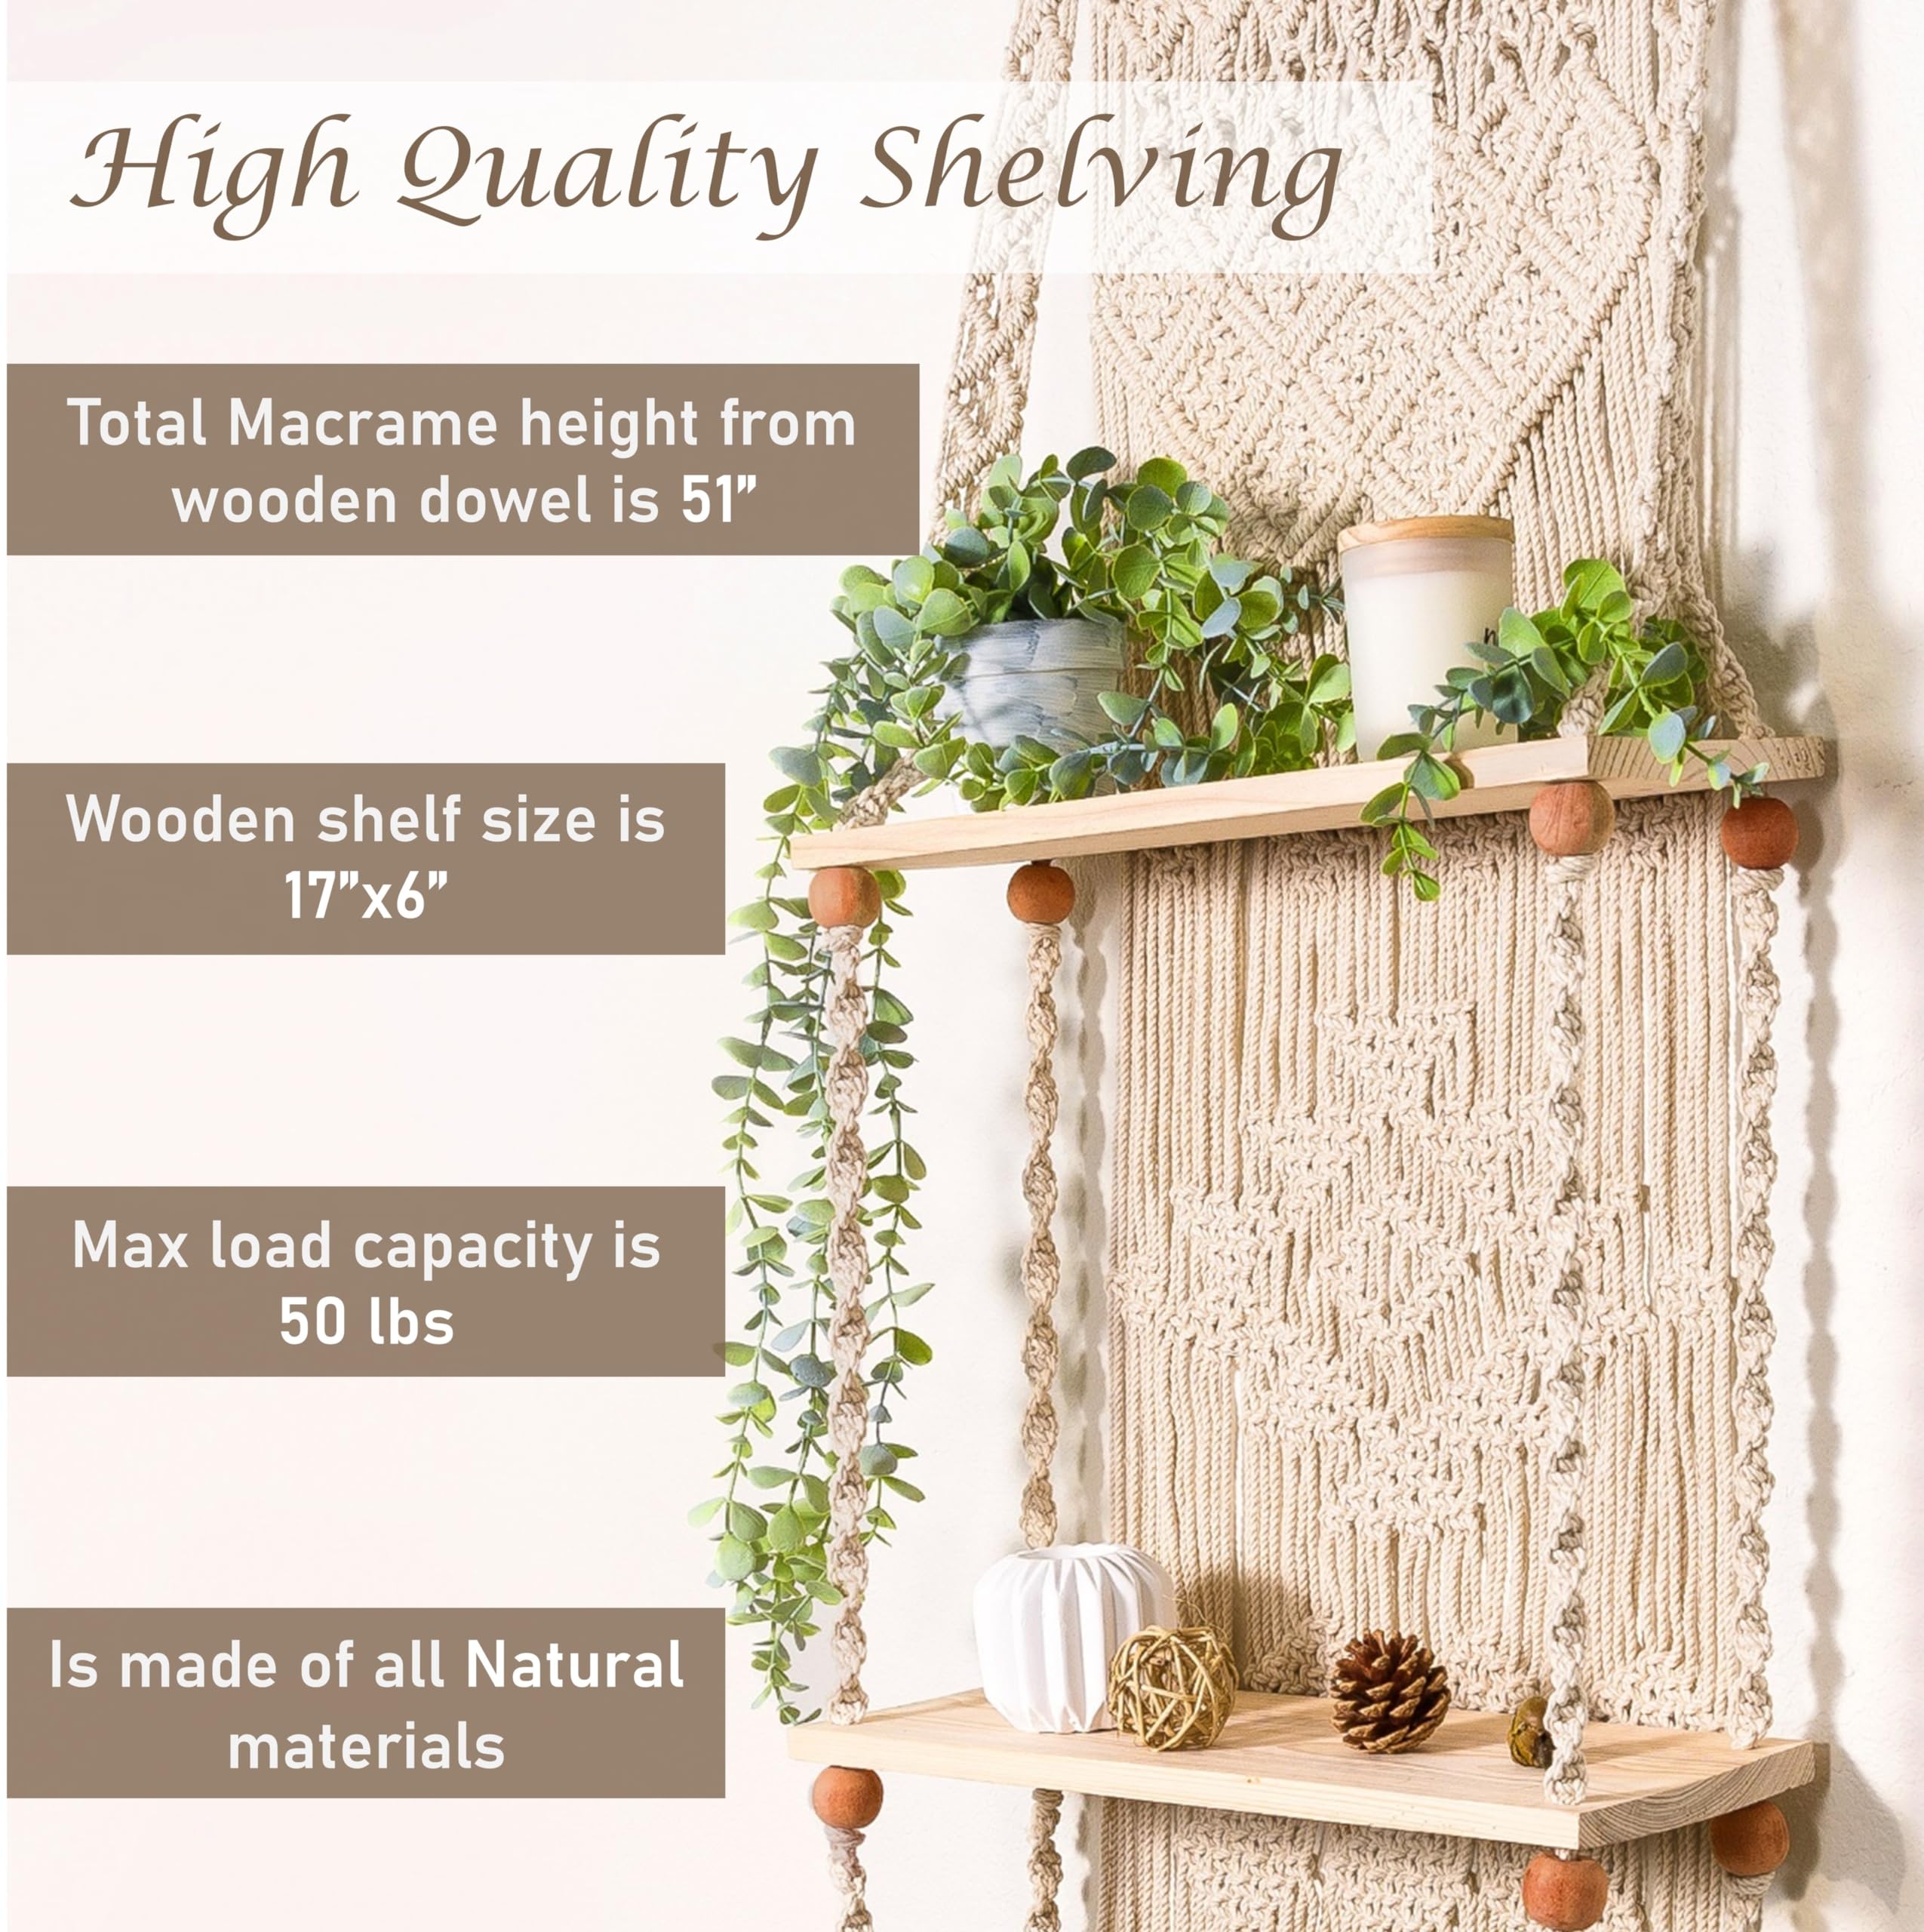 High Quality Shelving
Total Macrame height from
wooden dowel is 51”
Wooden shelf size is
17”x6”
Max load capacity is
50 lbs
Is made of all Natural
materials